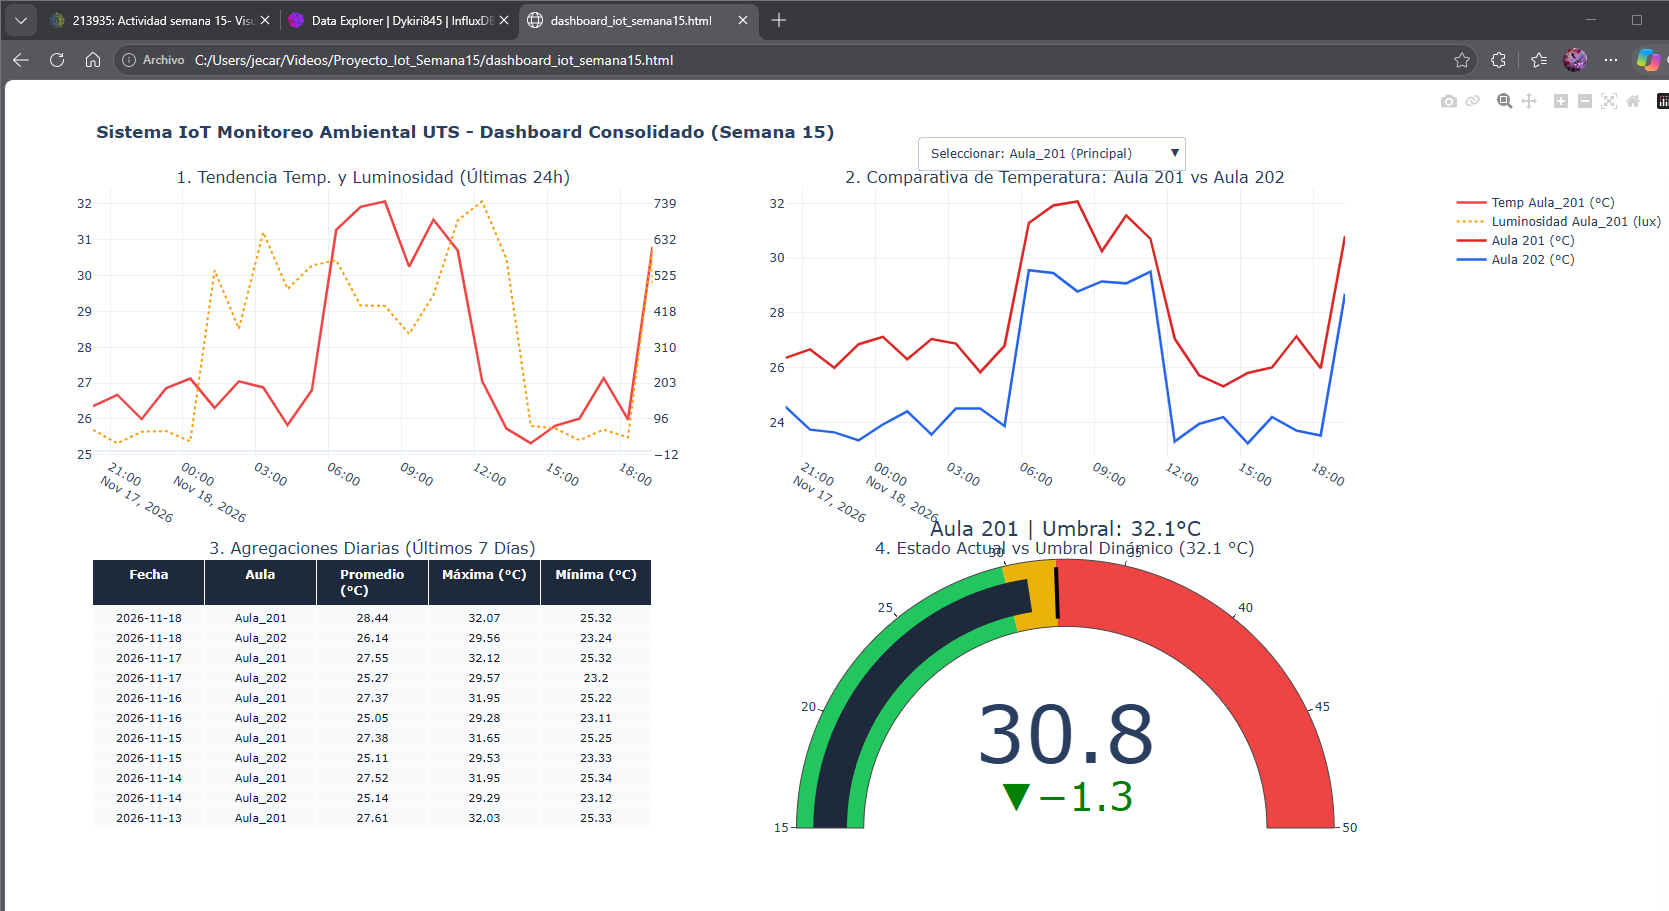 213935: Actividad semana 15- Visu
Data Explorer | Dykiri845 | InfluxDB
dashboard_iot_semana15.html
Archivo
C:/Users/jecar/Videos/Proyecto_Iot_Semana15/dashboard_iot_semana15.html
Sistema IoT Monitoreo Ambiental UTS - Dashboard Consolidado (Semana 15)
Seleccionar: Aula_201 (Principal) ▼
1. Tendencia Temp. y Luminosidad (Últimas 24h)
32
31
30
29
28
27
26
25
739
632
525
418
310
203
96
−12
21:00
Nov 17, 2026
00:00
Nov 18, 2026
03:00
06:00
09:00
12:00
15:00
18:00
2. Comparativa de Temperatura: Aula 201 vs Aula 202
32
30
28
26
24
21:00
Nov 17, 2026
00:00
Nov 18, 2026
03:00
06:00
09:00
12:00
15:00
18:00
Temp Aula_201 (ºC)
Luminosidad Aula_201 (lux)
Aula 201 (ºC)
Aula 202 (ºC)
3. Agregaciones Diarias (Últimos 7 Días)
Fecha Aula Promedio (ºC) Máxima (ºC) Mínima (ºC)
2026-11-18 Aula_201 28.44 32.07 25.32
2026-11-18 Aula_202 26.14 29.56 23.24
2026-11-17 Aula_201 27.55 32.12 25.32
2026-11-17 Aula_202 25.27 29.57 23.2
2026-11-16 Aula_201 27.37 31.95 25.22
2026-11-16 Aula_202 25.05 29.28 23.11
2026-11-15 Aula_201 27.38 31.65 25.25
2026-11-15 Aula_202 25.11 29.53 23.33
2026-11-14 Aula_201 27.52 31.95 25.34
2026-11-14 Aula_202 25.14 29.29 23.12
2026-11-13 Aula_201 27.61 32.03 25.33
Aula 201 | Umbral: 32.1°C
4. Estado Actual vs Umbral Dinámico (32.1 ºC)
15
20
25
30
35
40
45
50
30.8
▼−1.3